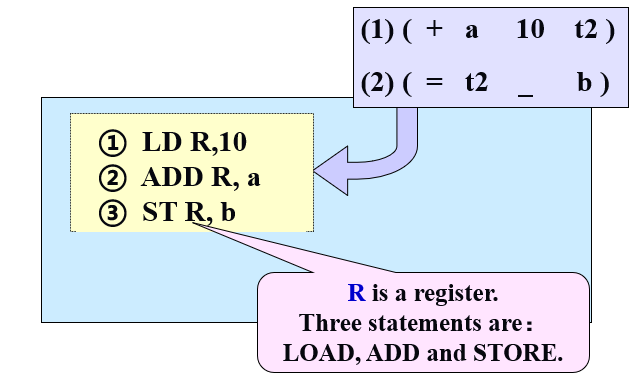 (1) ( + a 10 t2 )
(2) ( = t2 _ b )
① LD R,10
② ADD R, a
③ ST R, b
R is a register.
Three statements are：
LOAD, ADD and STORE.